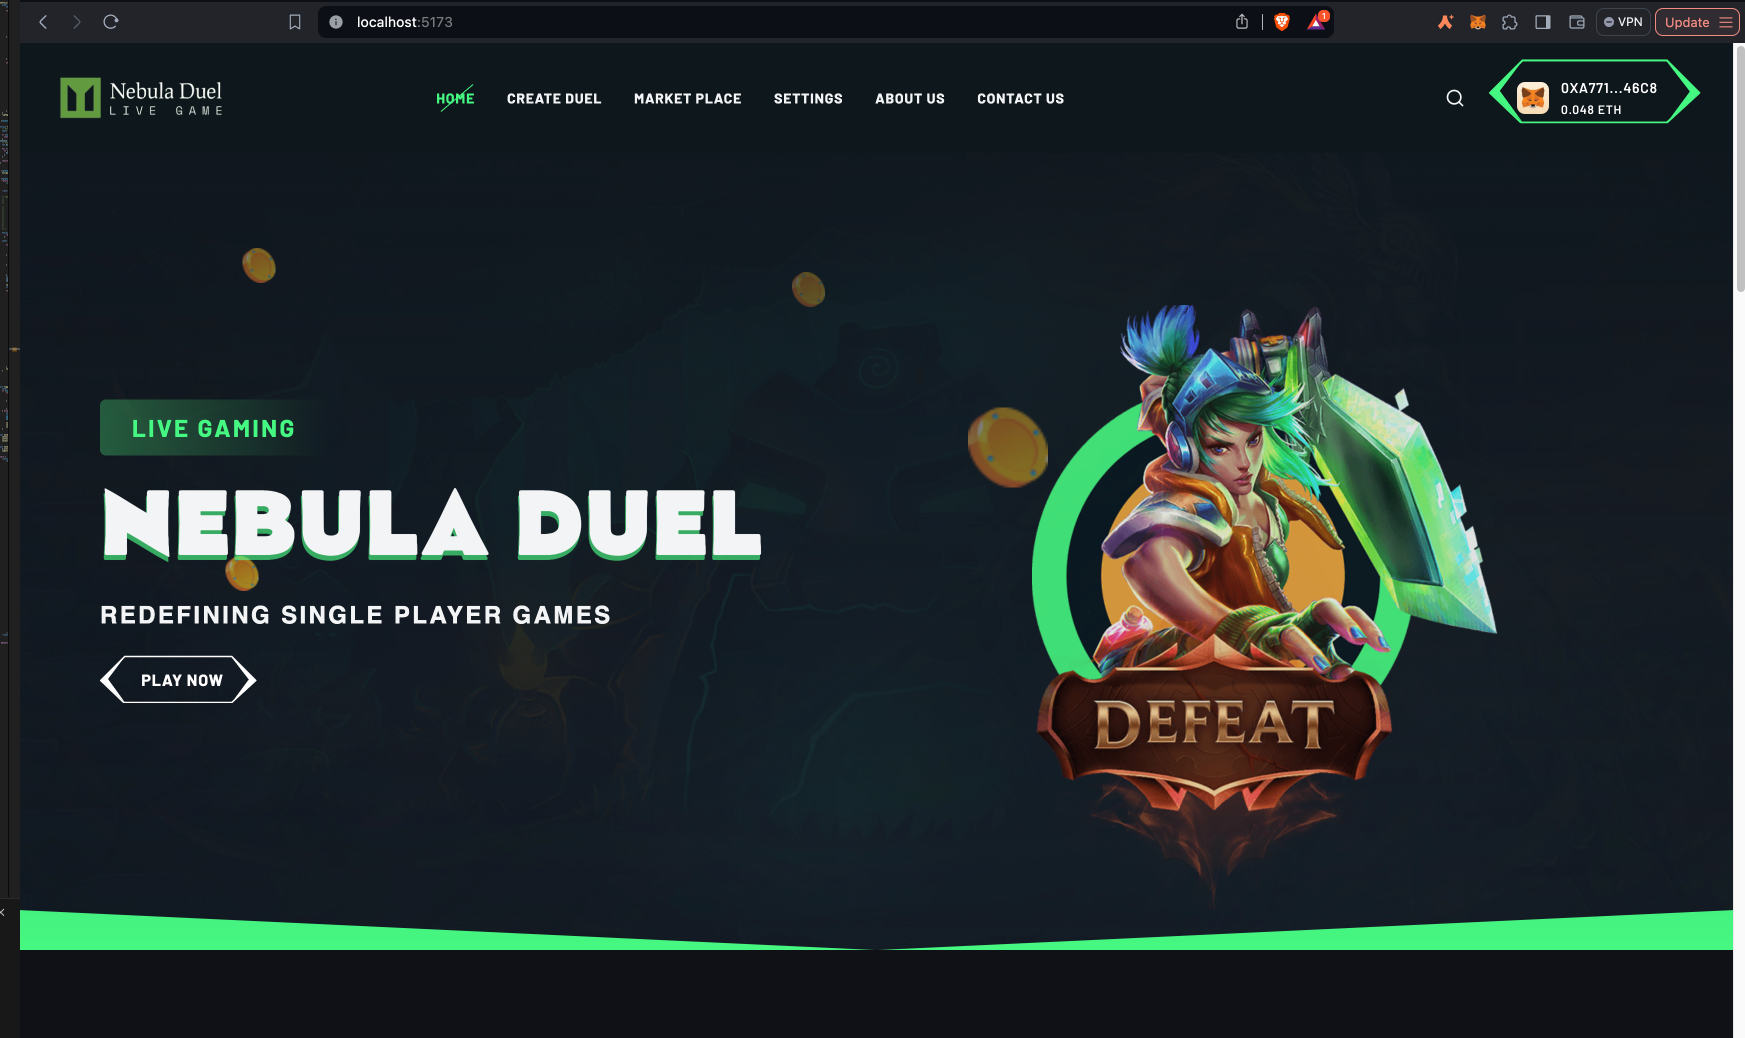 localhost:5173
1
VPN
Update
Nebula Duel
LIVE GAME
HOME
CREATE DUEL
MARKET PLACE
SETTINGS
ABOUT US
CONTACT US
0XA771...46C8
0.048 ETH
LIVE GAMING
NEBULA DUEL
REDEFINING SINGLE PLAYER GAMES
PLAY NOW
DEFEAT